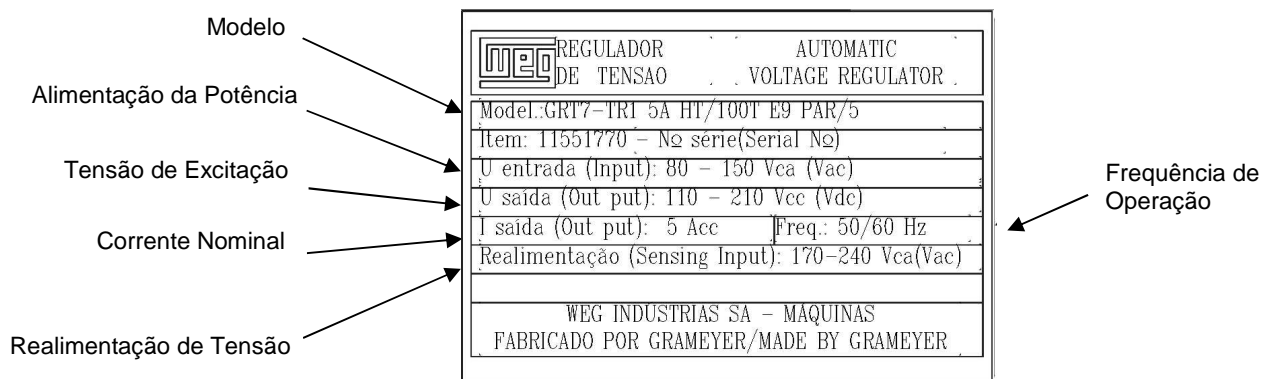 Modelo
Alimentação da Potência
Tensão de Excitação
Corrente Nominal
Realimentação de Tensão
WEG
REGULADOR
DE TENSAO
AUTOMATIC
VOLTAGE REGULATOR
Model.:GRT7-TR1 5A HT/100T E9 PAR/5
Item: 11551770 - Nº série(Serial Nº)
U entrada (Input): 80 - 150 Vca (Vac)
U saída (Out put): 110 - 210 Vcc (Vdc)
I saída (Out put): 5 Acc Freq.: 50/60 Hz
Realimentação (Sensing Input): 170-240 Vca(Vac)
WEG INDÚSTRIAS SA - MÁQUINAS
FABRICADO POR GRAMEYER/MADE BY GRAMEYER
Frequência de
Operação